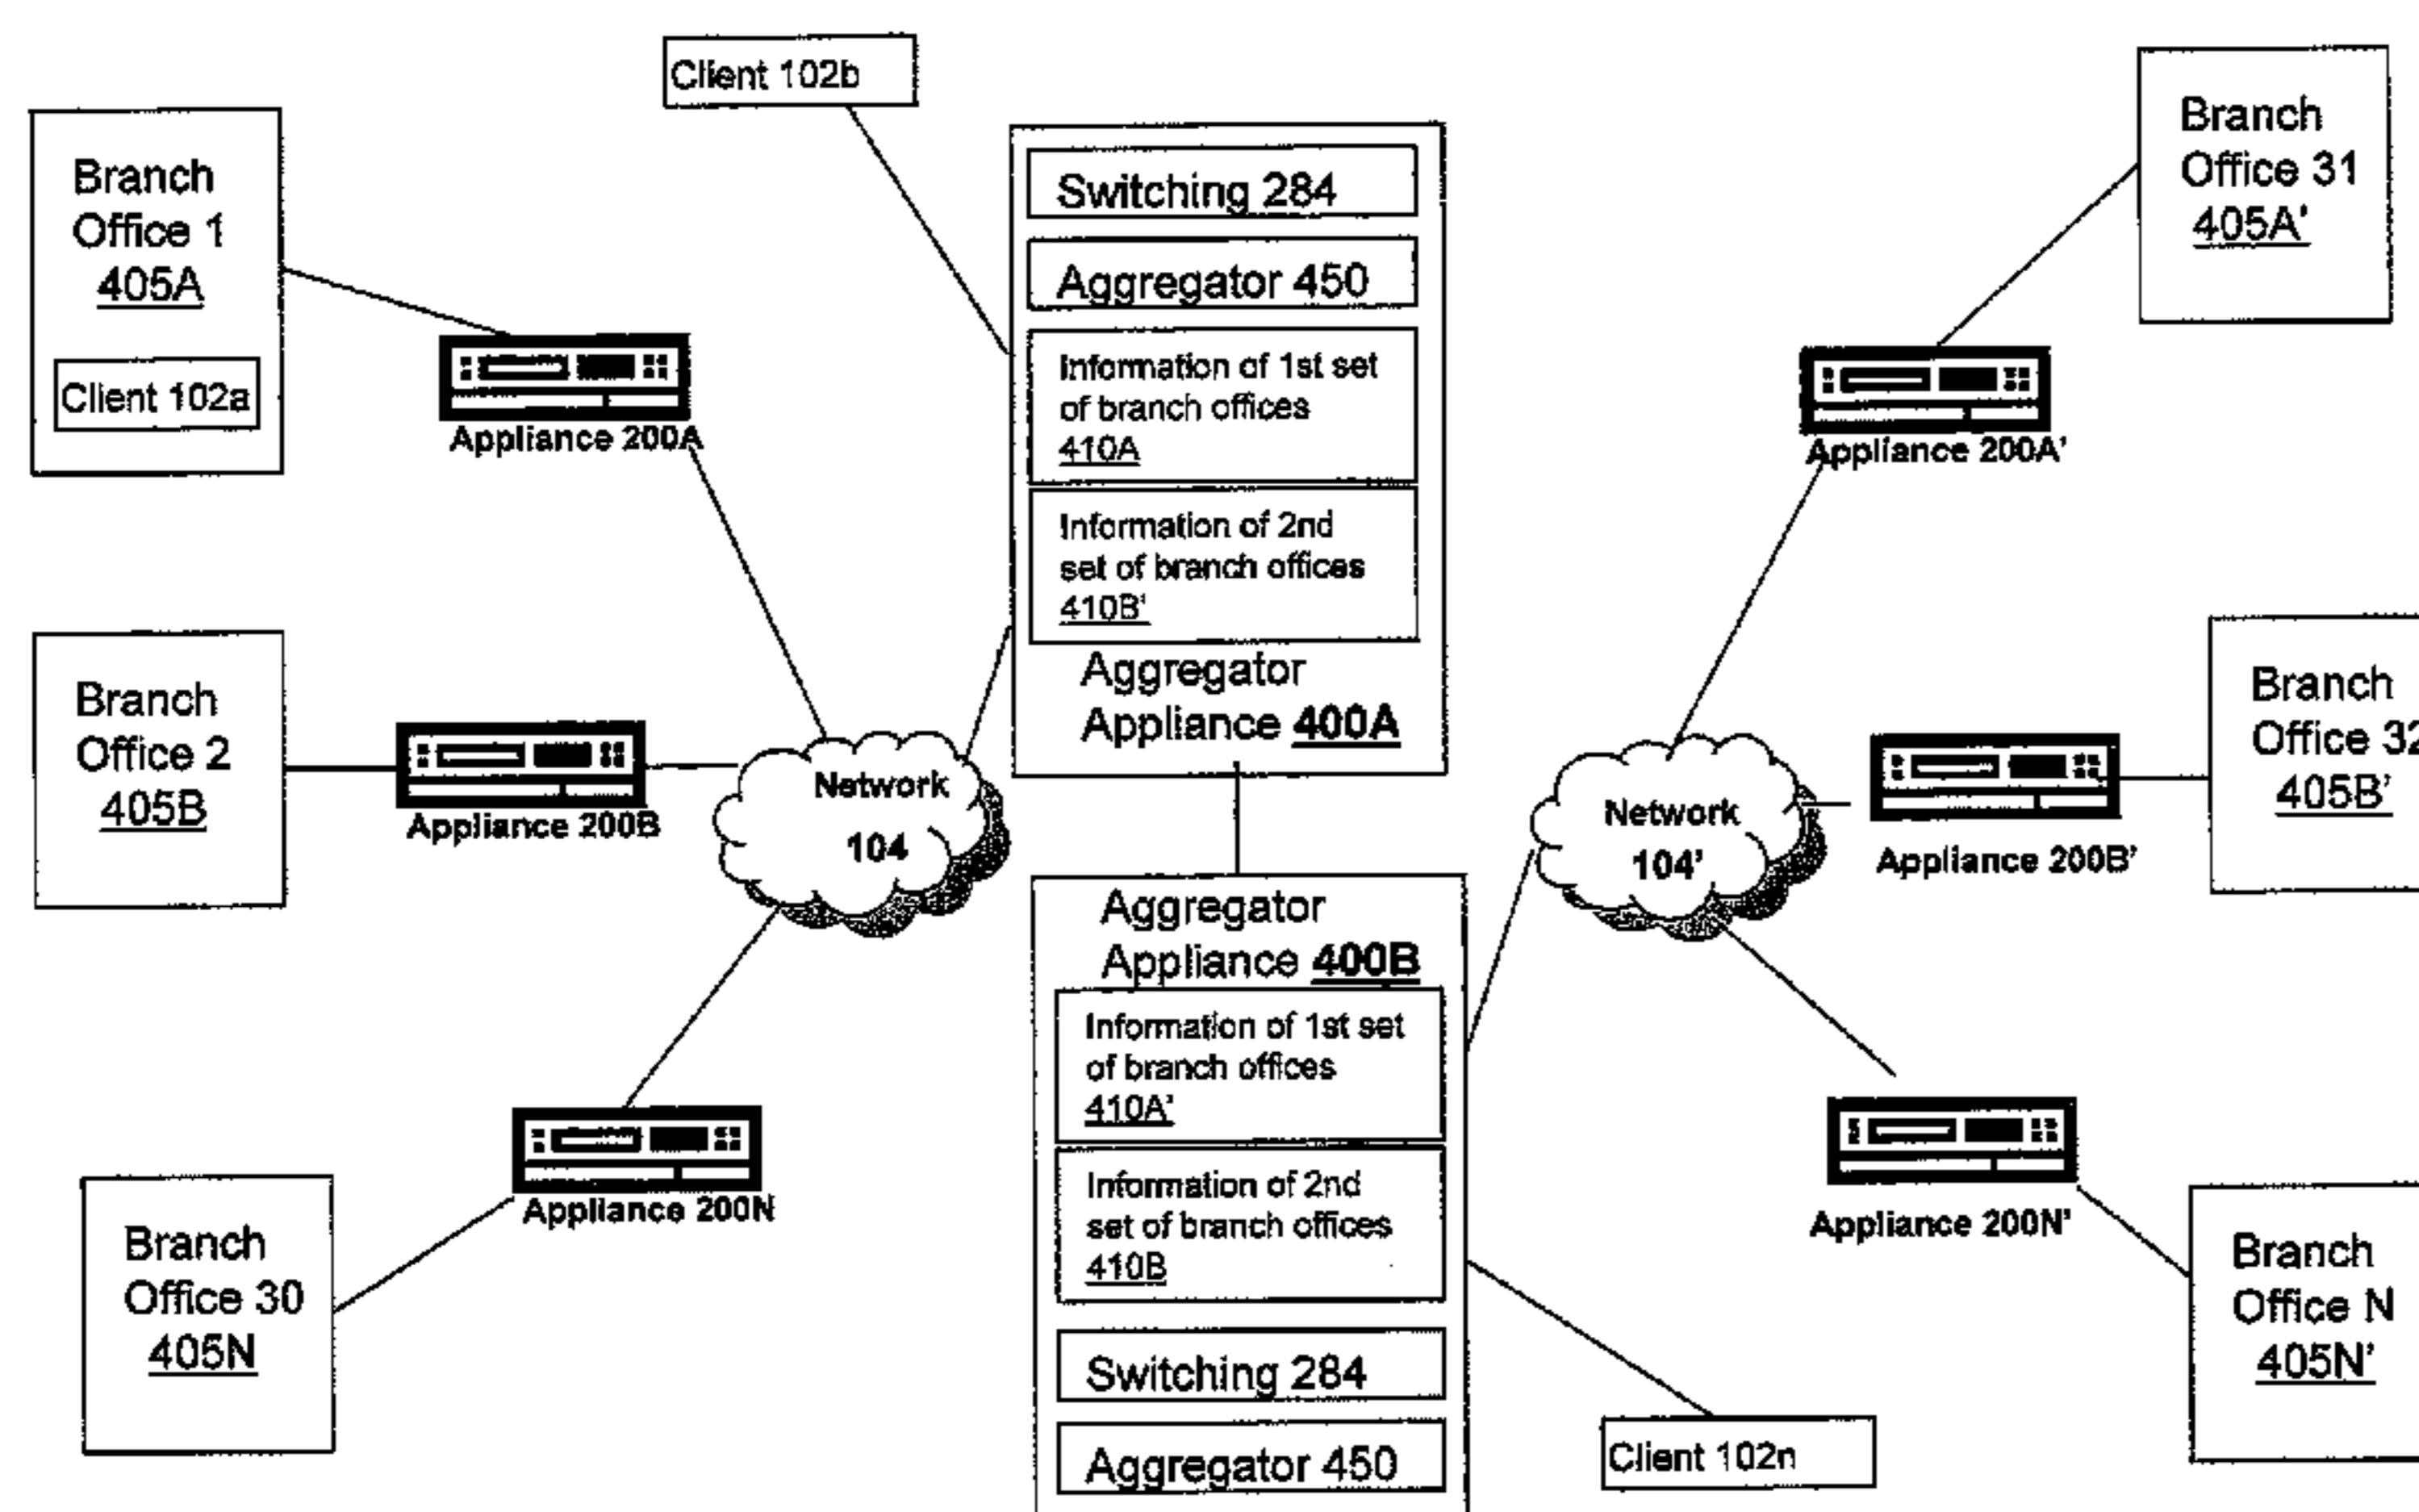 Client 102b
Branch
Office 1
405A
Client 102a
Appliance 200A
Branch
Office 2
405B
Appliance 200B
Branch
Office 30
405N
Appliance 200N
Network
104
Switching 284
Aggregator 450
Information of 1st set
of branch offices
410A
Information of 2nd
set of branch offices
410B'
Aggregator
Appliance 400A
Aggregator
Appliance 400B
Information of 1st set
of branch offices
410A'
Information of 2nd
set of branch offices
410B
Switching 284
Aggregator 450
Network
104'
Branch
Office 31
405A'
Appliance 200A'
Branch
Office 32
405B'
Appliance 200B'
Appliance 200N'
Branch
Office N
405N'
Client 102n